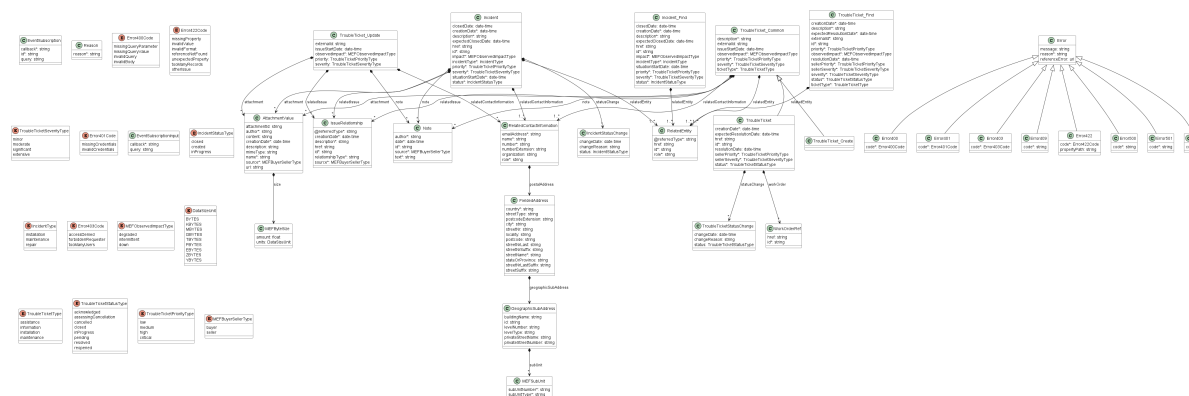 EventSubscription
callback*: string
id*: string
query: string
Reason
reason*: string
Error400Code
missingQueryParameter
missingQueryValue
invalidQuery
invalidBody
Error422Code
missingProperty
invalidValue
invalidFormat
referenceNotFound
unexpectedProperty
tooManyRecords
otherIssue
TroubleTicket_Update
externalId: string
issueStartDate: date-time
observedImpact: MEFObservedImpactType
priority: TroubleTicketPriorityType
severity: TroubleTicketSeverityType
Incident
closedDate: date-time
creationDate*: date-time
description*: string
expectedClosedDate: date-time
href: string
id*: string
impact*: MEFObservedImpactType
incidentType*: IncidentType
priority*: TroubleTicketPriorityType
severity*: TroubleTicketSeverityType
situationStartDate*: date-time
status*: IncidentStatusType
Incident_Find
closedDate: date-time
creationDate*: date-time
description*: string
expectedClosedDate: date-time
externalId*: string
id*: string
impact*: MEFObservedImpactType
incidentType*: IncidentType
situationStartDate*: date-time
priority*: TroubleTicketPriorityType
severity*: TroubleTicketSeverityType
status*: IncidentStatusType
TroubleTicket_Common
description*: string
externalId: string
issueStartDate: date-time
observedImpact*: MEFObservedImpactType
priority*: TroubleTicketPriorityType
severity*: TroubleTicketSeverityType
ticketType*: TroubleTicketType
TroubleTicket_Find
creationDate*: date-time
description*: string
expectedResolutionDate*: date-time
externalId*: string
id*: string
priority*: TroubleTicketPriorityType
observedImpact*: MEFObservedImpactType
resolutionDate*: date-time
sellerPriority*: TroubleTicketPriorityType
sellerSeverity*: TroubleTicketSeverityType
severity*: TroubleTicketSeverityType
status*: TroubleTicketStatusType
ticketType*: TroubleTicketType
Error
message: string
reason*: string
referenceError: uri
attachment
attachment
relatedIssue
attachment
note
relatedIssue
relatedContactInformation
relatedContactInformation
note
statusChange
relatedEntity
relatedEntity
relatedContactInformation
relatedEntity
TroubleTicketSeverityType
minor
moderate
significant
extensive
Error401Code
missingCredentials
invalidCredentials
EventSubscriptionInput
callback*: string
query: string
IncidentStatusType
closed
created
inProgress
AttachmentValue
attachmentId: string
author*: string
content: string
creationDate*: date-time
description: string
mimeType: string
name*: string
source*: MEFBuyerSellerType
url: string
IssueRelationship
@referredType*: string
creationDate*: date-time
description*: string
href: string
id*: string
relationshipType*: string
source*: MEFBuyerSellerType
Note
author*: string
date*: date-time
id*: string
source*: MEFBuyerSellerType
text*: string
RelatedContactInformation
emailAddress*: string
name*: string
number*: string
numberExtension: string
organization: string
role*: string
IncidentStatusChange
changeDate: date-time
changeReason: string
status: IncidentStatusType
RelatedEntity
@referredType*: string
href: string
id*: string
role*: string
TroubleTicket
creationDate*: date-time
expectedResolutionDate: date-time
href: string
id*: string
resolutionDate: date-time
sellerPriority*: TroubleTicketPriorityType
sellerSeverity*: TroubleTicketSeverityType
status*: TroubleTicketStatusType
TroubleTicket_Create
Error400
code*: Error400Code
Error401
code*: Error401Code
Error403
code*: Error403Code
Error409
code*: string
Error422
code*: Error422Code
propertyPath: string
Error500
code*: string
Error501
code*: string
note
postalAddress
statusChange
workOrder
IncidentType
installation
maintenance
repair
Error403Code
accessDenied
forbiddenRequester
tooManyUsers
MEFObservedImpactType
degraded
intermittent
down
DataSizeUnit
BYTES
KBYTES
MBYTES
GBYTES
TBYTES
PBYTES
EBYTES
ZBYTES
YBYTES
MEFByteSize
amount: float
units: DataSizeUnit
FieldedAddress
country*: string
streetType: string
postcodeExtension: string
city*: string
streetNr: string
locality: string
postcode: string
streetNrLast: string
streetNrSuffix: string
streetName*: string
stateOrProvince: string
streetNrLastSuffix: string
streetSuffix: string
TroubleTicketStatusChange
changeDate: date-time
changeReason: string
status: TroubleTicketStatusType
WorkOrderRef
href: string
id*: string
geographicSubAddress
TroubleTicketType
assistance
information
installation
maintenance
TroubleTicketStatusType
acknowledged
assessingCancellation
cancelled
closed
inProgress
pending
resolved
reopened
TroubleTicketPriorityType
low
medium
high
critical
MEFBuyerSellerType
buyer
seller
GeographicSubAddress
buildingName: string
id: string
levelNumber: string
levelType: string
privateStreetName: string
privateStreetNumber: string
subUnit
MEFSubUnit
subUnitNumber*: string
subUnitType*: string